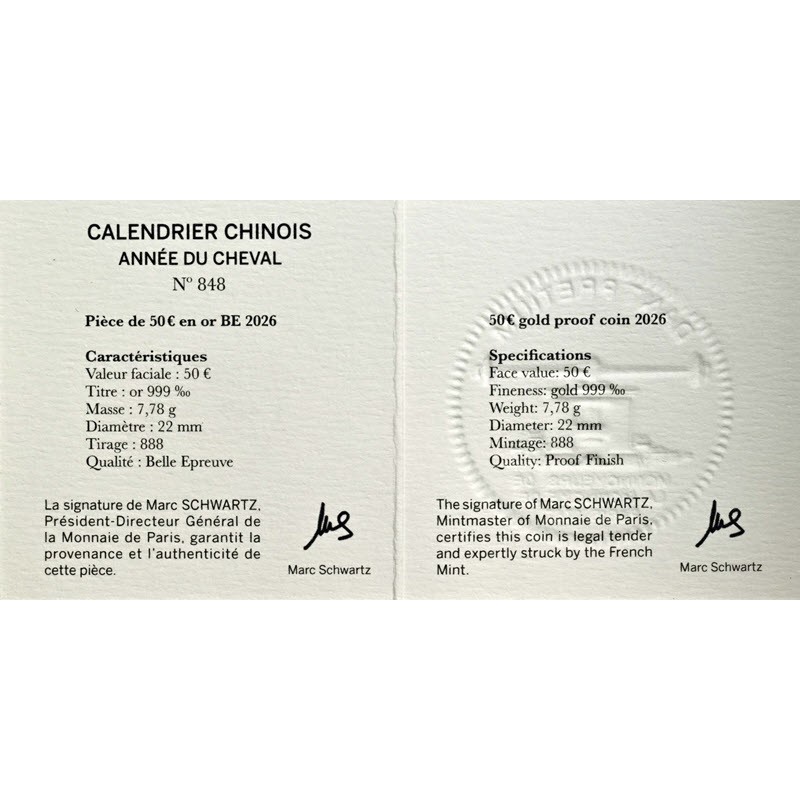 CALENDRIER CHINOIS
ANNÉE DU CHEVAL
Nº 848
Pièce de 50 € en or BE 2026
Caractéristiques
Valeur faciale : 50 €
Titre : or 999 ‰
Masse : 7,78 g
Diamètre : 22 mm
Tirage : 888
Qualité : Belle Epreuve
La signature de Marc SCHWARTZ,
Président-Directeur Général de
la Monnaie de Paris, garantit la
provenance et l'authenticité de
cette pièce.
Marc Schwartz
50 € gold proof coin 2026
Specifications
Face value: 50 €
Fineness: gold 999 ‰
Weight: 7,78 g
Diameter: 22 mm
Mintage: 888
Quality: Proof Finish
The signature of Marc SCHWARTZ,
Mintmaster of Monnaie de Paris,
certifies this coin is legal tender
and expertly struck by the French
Mint.
Marc Schwartz